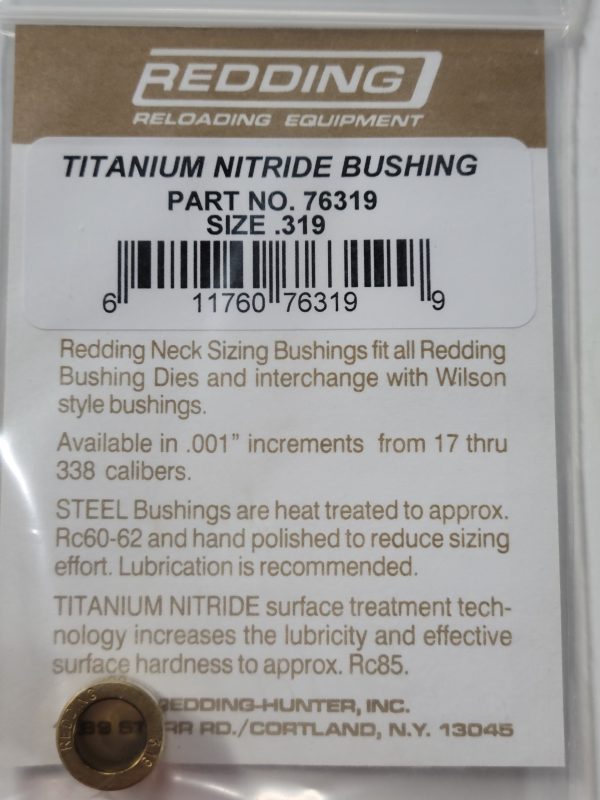 REDDING
RELOADING EQUIPMENT
TITANIUM NITRIDE BUSHING
PART NO. 76319
SIZE .319
6 11760 76319 9
Redding Neck Sizing Bushings fit all Redding
Bushing Dies and interchange with Wilson
style bushings.
Available in .001" increments from 17 thru
338 calibers.
STEEL Bushings are heat treated to approx.
Rc60-62 and hand polished to reduce sizing
effort. Lubrication is recommended.
TITANIUM NITRIDE surface treatment tech-
nology increases the lubricity and effective
surface hardness to approx. Rc85.
REDDING-HUNTER, INC.
RD./CORTLAND, N.Y. 13045
REDDING